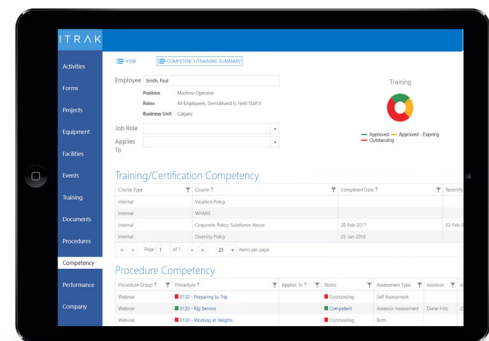 ITRAK
Activities
Forms
Projects
Equipment
Facilities
Events
Training
Documents
Procedures
Competency
Performance
Company
VIEW COMPETENCY/TRAINING SUMMARY
Employee Smith, Paul
Position Machine Operator
Roles All Employees, Derrickhand II, Field Staff II
Business Unit Calgary
Job Role
Applies To
Training
Approved Approved - Expiring
Outstanding
Training/Certification Competency
Course Type Course Completed Date Recently
Internal Vacation Policy
Internal WHMIS
Internal Corporate Policy: Substance Abuse 28-Feb-2017
Internal Diversity Policy 29-Jan-2018
Page 1 of 1 25 items per page
Procedure Competency
Procedure Group Procedure Applies To Status Assessment Type Assessor
Webinar 0130 - Preparing to Trip Outstanding Self Assessment
Webinar 0120 - Rig Service Competent Assessor Assessment Diane Fritz
Webinar 0130 - Working at Heights Outstanding Both